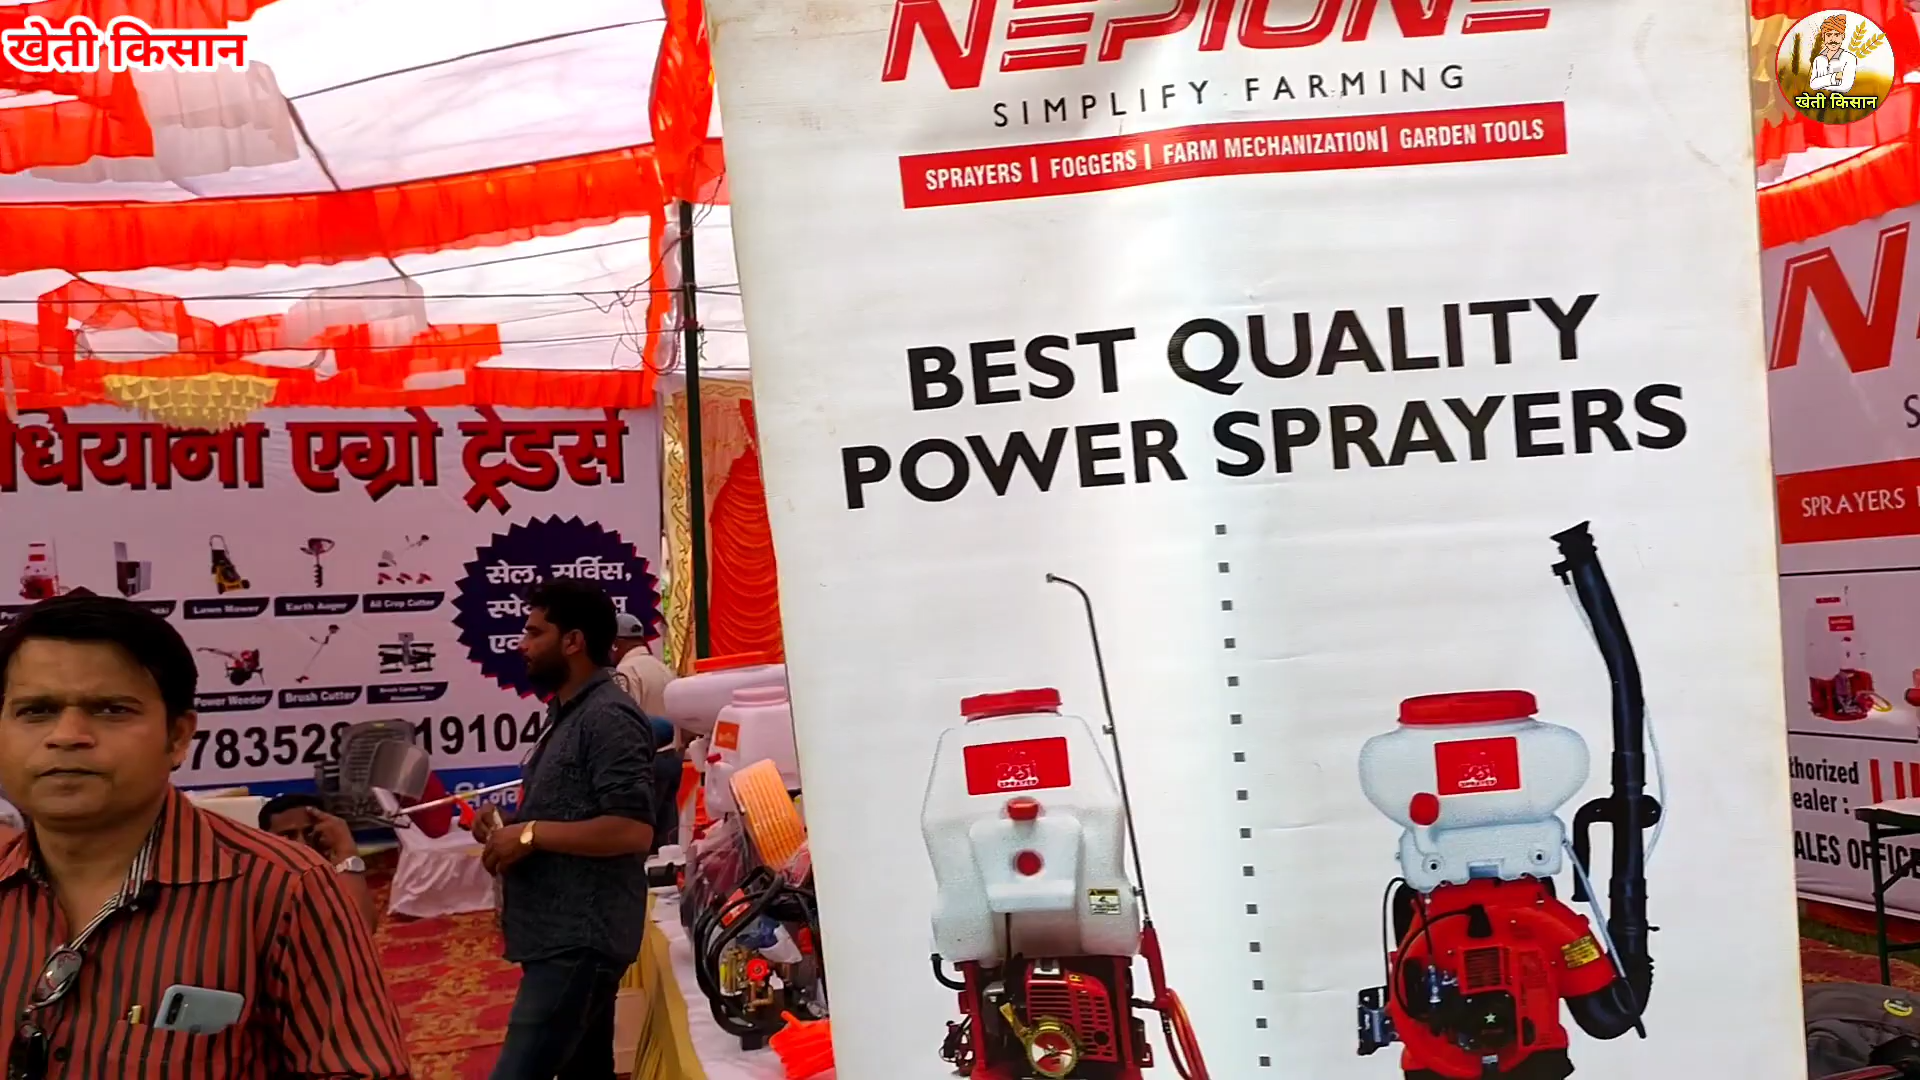 खेती किसान
खेती किसान
NEPTUNE
SIMPLIFY FARMING
SPRAYERS | FOGGERS | FARM MECHANIZATION | GARDEN TOOLS
BEST QUALITY
POWER SPRAYERS
धियाना एग्रो ट्रेडर्स
Lawn Mower
Earth Auger
All Crop Cutter
Power Weeder
Brush Cutter
सेल, सर्विस,
783528
19104
N
SPRAYERS
thorized
ealer :
ALES OFFICE